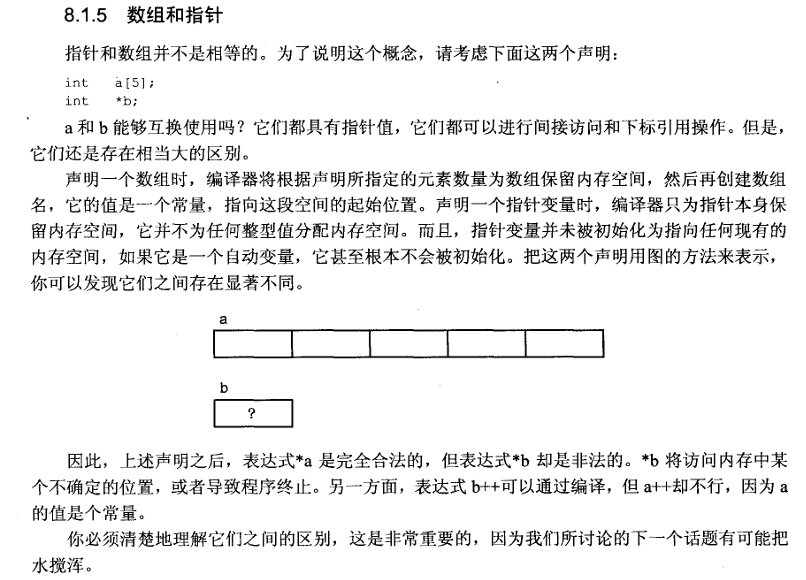 8.1.5 数组和指针
指针和数组并不是相等的。为了说明这个概念，请考虑下面这两个声明：
int a[5];
int *b;
a 和 b 能够互换使用吗？它们都具有指针值，它们都可以进行间接访问和下标引用操作。但是，
它们还是存在相当大的区别。
声明一个数组时，编译器将根据声明所指定的元素数量为数组保留内存空间，然后再创建数组
名，它的值是一个常量，指向这段空间的起始位置。声明一个指针变量时，编译器只为指针本身保
留内存空间，它并不为任何整型值分配内存空间。而且，指针变量并未被初始化为指向任何现有的
内存空间，如果它是一个自动变量，它甚至根本不会被初始化。把这两个声明用图的方法来表示，
你可以发现它们之间存在显著不同。
a
b
?
因此，上述声明之后，表达式*a 是完全合法的，但表达式*b 却是非法的。*b 将访问内存中某
个不确定的位置，或者导致程序终止。另一方面，表达式 b++可以通过编译，但 a++却不行，因为 a
的值是个常量。
你必须清楚地理解它们之间的区别，这是非常重要的，因为我们所讨论的下一个话题有可能把
水搅浑。